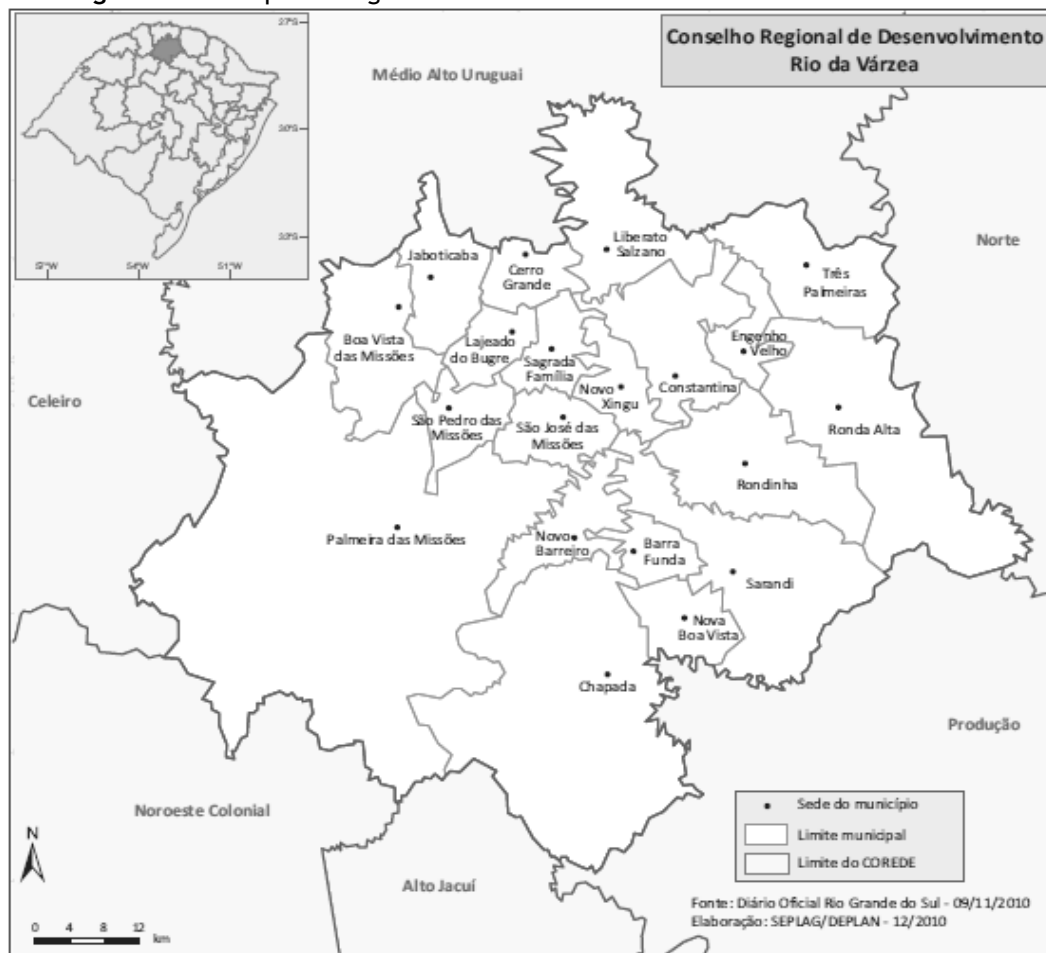 27°S
30°S
33°S
57°W
54°W
51°W
Conselho Regional de Desenvolvimento
Rio da Várzea
Médio Alto Uruguai
Norte
Celeiro
Produção
Noroeste Colonial
Alto Jacuí
Liberato
Salzano
Jaboticaba
Cerro
Grande
Três
Palmeiras
Boa Vista
das Missões
Lajeado
do Bugre
Sagrada
Família
Engenho
Velho
Novo
Xingu
Constantina
São Pedro das
Missões
São José das
Missões
Ronda Alta
Rondinha
Palmeira das Missões
Novo
Barreiro
Barra
Funda
Sarandi
Nova
Boa Vista
Chapada
Sede do município
Limite municipal
Limite do COREDE
N
0 4 8 12
km
Fonte: Diário Oficial Rio Grande do Sul - 09/11/2010
Elaboração: SEPLAG/DEPLAN - 12/2010